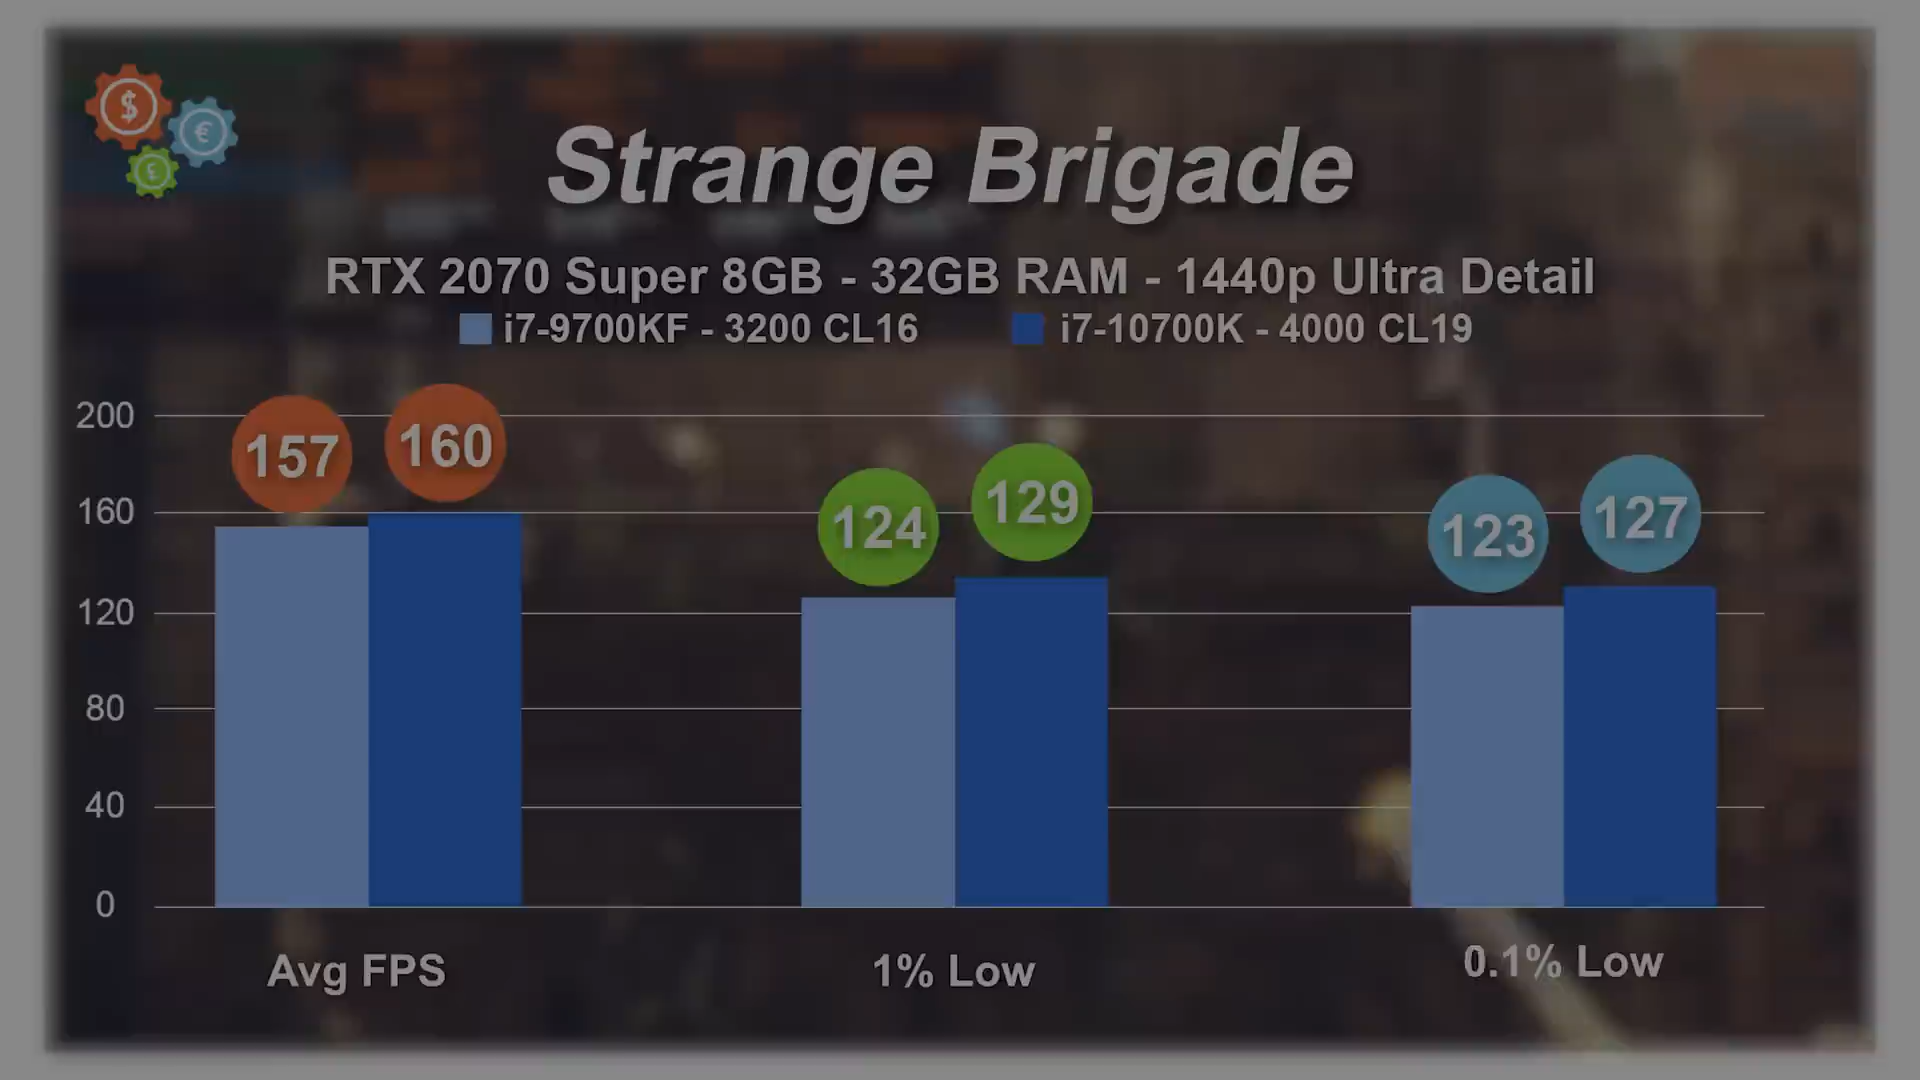 $
€
£
Strange Brigade
RTX 2070 Super 8GB - 32GB RAM - 1440p Ultra Detail
i7-9700KF - 3200 CL16
i7-10700K - 4000 CL19
200
160
120
80
40
0
157
160
124
129
123
127
Avg FPS
1% Low
0.1% Low